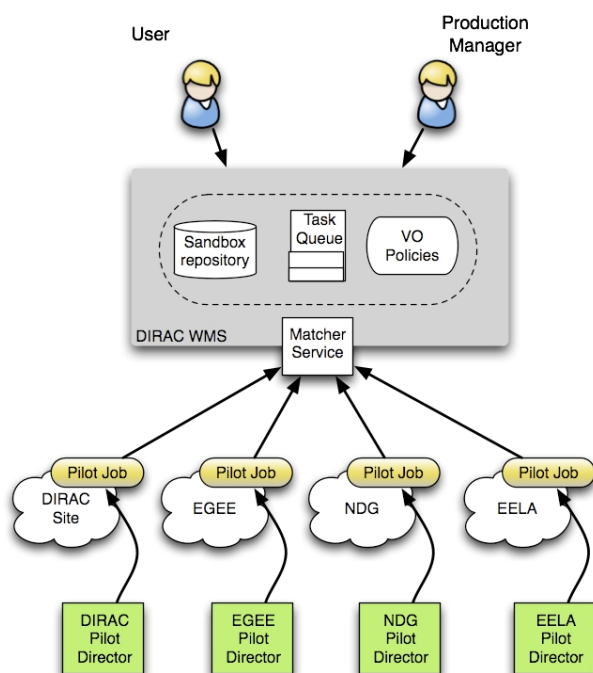 User
Production
Manager
Sandbox
repository
Task
Queue
VO
Policies
DIRAC WMS
Matcher
Service
Pilot Job
Pilot Job
Pilot Job
Pilot Job
DIRAC
Site
EGEE
NDG
EELA
DIRAC
Pilot
Director
EGEE
Pilot
Director
NDG
Pilot
Director
EELA
Pilot
Director